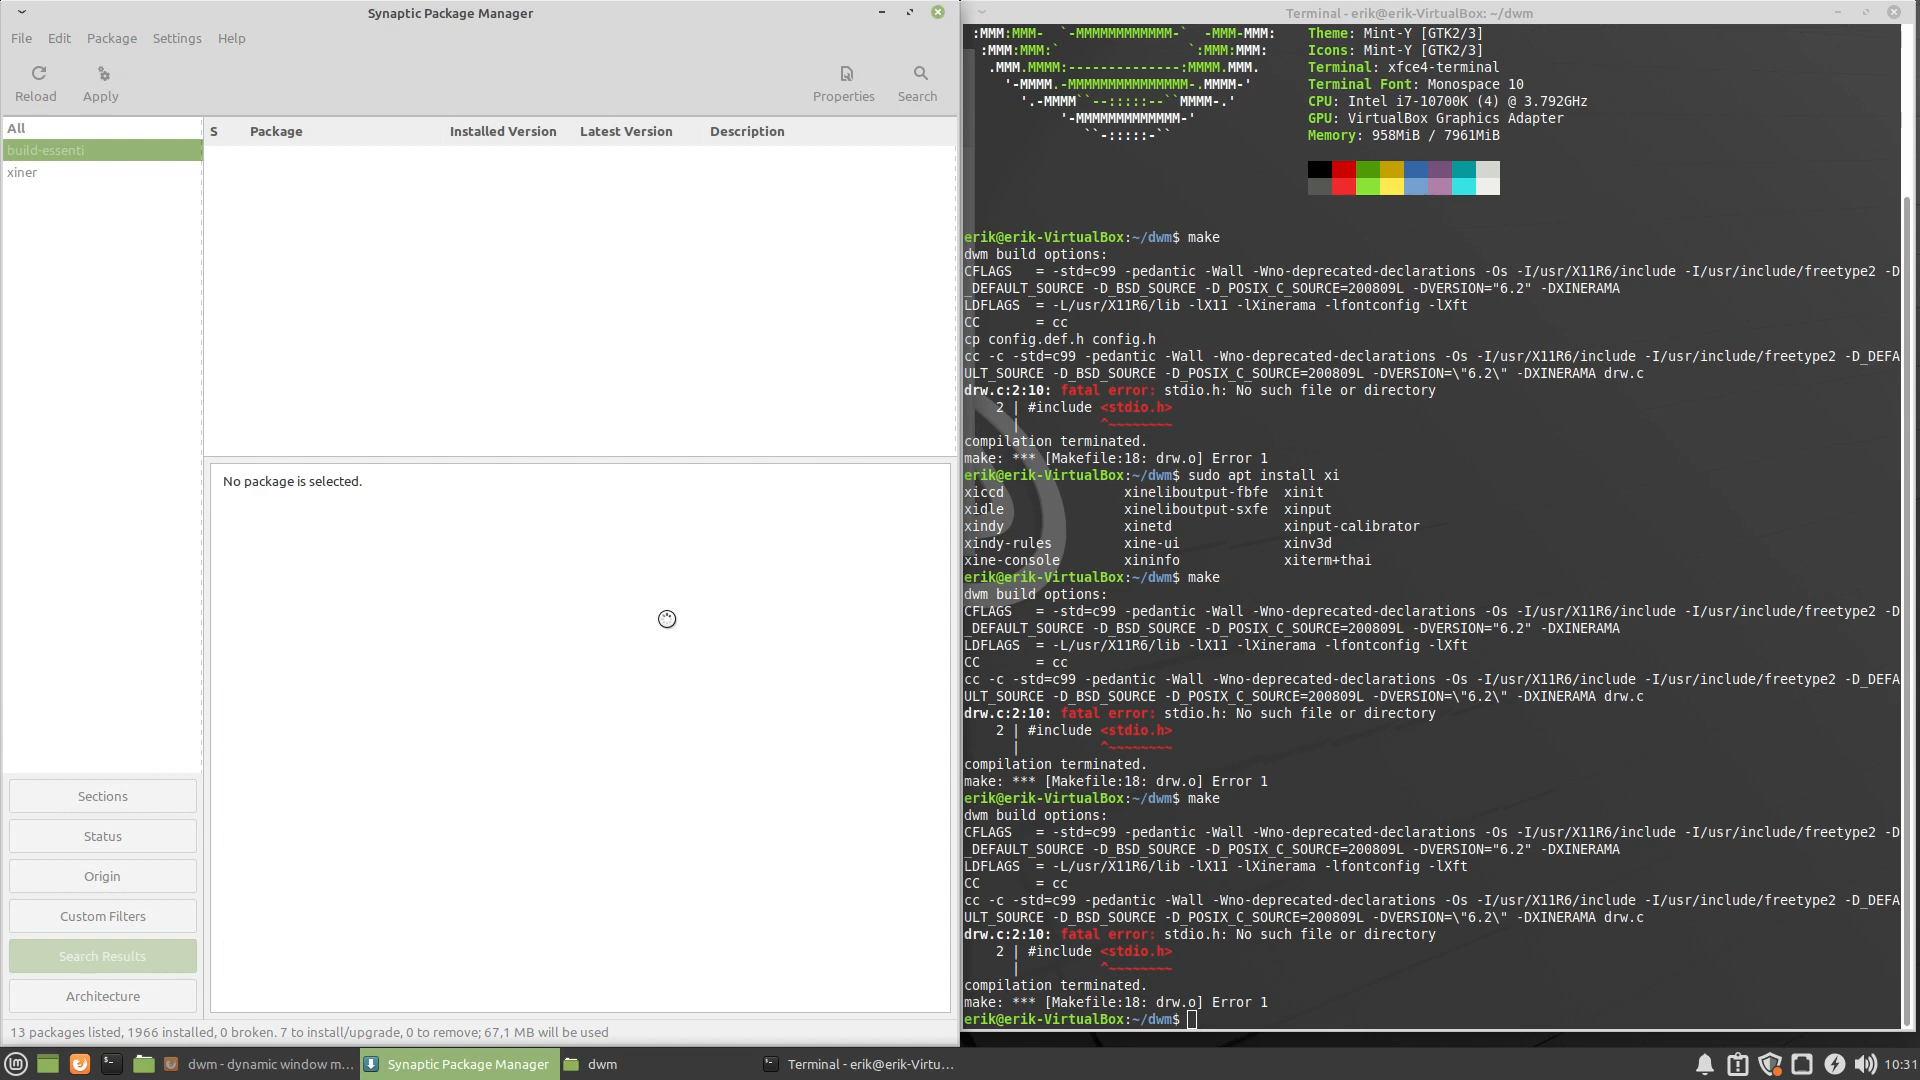 Synaptic Package Manager
File Edit Package Settings Help
Reload Apply Properties Search
All
build-essenti
xiner
S Package Installed Version Latest Version Description
No package is selected.
Sections
Status
Origin
Custom Filters
Search Results
Architecture
13 packages listed, 1966 installed, 0 broken. 7 to install/upgrade, 0 to remove; 67,1 MB will be used
Terminal - erik@erik-VirtualBox: ~/dwm
:MMM:MMM-  `-MMMMMMMMMMMM-`  -MMM-MMM: Theme: Mint-Y [GTK2/3]
:MMM:MMM:` `:MMM:MMM: Icons: Mint-Y [GTK2/3]
.MMM.MMMM:--------------:MMMM.MMM. Terminal: xfce4-terminal
'-MMMM.-MMMMMMMMMMMMMMM-.MMMM-' Terminal Font: Monospace 10
'.-MMMM``--:::::--``MMMM-.' CPU: Intel i7-10700K (4) @ 3.792GHz
'-MMMMMMMMMMMMM-' GPU: VirtualBox Graphics Adapter
``-:::::-`` Memory: 958MiB / 7961MiB
erik@erik-VirtualBox:~/dwm$ make
dwm build options:
CFLAGS   = -std=c99 -pedantic -Wall -Wno-deprecated-declarations -Os -I/usr/X11R6/include -I/usr/include/freetype2 -D
_DEFAULT_SOURCE -D_BSD_SOURCE -D_POSIX_C_SOURCE=200809L -DVERSION="6.2" -DXINERAMA
LDFLAGS  = -L/usr/X11R6/lib -lX11 -lXinerama -lfontconfig -lXft
CC       = cc
cp config.def.h config.h
cc -c -std=c99 -pedantic -Wall -Wno-deprecated-declarations -Os -I/usr/X11R6/include -I/usr/include/freetype2 -D_DEFA
ULT_SOURCE -D_BSD_SOURCE -D_POSIX_C_SOURCE=200809L -DVERSION=\"6.2\" -DXINERAMA drw.c
drw.c:2:10: fatal error: stdio.h: No such file or directory
2 | #include <stdio.h>
| ^~~~~~~~~
compilation terminated.
make: *** [Makefile:18: drw.o] Error 1
erik@erik-VirtualBox:~/dwm$ sudo apt install xi
xiccd xineliboutput-fbfe xinit
xidle xineliboutput-sxfe xinput
xindy xinetd xinput-calibrator
xindy-rules xine-ui xinv3d
xine-console xininfo xiterm+thai
erik@erik-VirtualBox:~/dwm$ make
dwm build options:
CFLAGS   = -std=c99 -pedantic -Wall -Wno-deprecated-declarations -Os -I/usr/X11R6/include -I/usr/include/freetype2 -D
_DEFAULT_SOURCE -D_BSD_SOURCE -D_POSIX_C_SOURCE=200809L -DVERSION="6.2" -DXINERAMA
LDFLAGS  = -L/usr/X11R6/lib -lX11 -lXinerama -lfontconfig -lXft
CC       = cc
cc -c -std=c99 -pedantic -Wall -Wno-deprecated-declarations -Os -I/usr/X11R6/include -I/usr/include/freetype2 -D_DEFA
ULT_SOURCE -D_BSD_SOURCE -D_POSIX_C_SOURCE=200809L -DVERSION=\"6.2\" -DXINERAMA drw.c
drw.c:2:10: fatal error: stdio.h: No such file or directory
2 | #include <stdio.h>
| ^~~~~~~~~
compilation terminated.
make: *** [Makefile:18: drw.o] Error 1
erik@erik-VirtualBox:~/dwm$ make
dwm build options:
CFLAGS   = -std=c99 -pedantic -Wall -Wno-deprecated-declarations -Os -I/usr/X11R6/include -I/usr/include/freetype2 -D
_DEFAULT_SOURCE -D_BSD_SOURCE -D_POSIX_C_SOURCE=200809L -DVERSION="6.2" -DXINERAMA
LDFLAGS  = -L/usr/X11R6/lib -lX11 -lXinerama -lfontconfig -lXft
CC       = cc
cc -c -std=c99 -pedantic -Wall -Wno-deprecated-declarations -Os -I/usr/X11R6/include -I/usr/include/freetype2 -D_DEFA
ULT_SOURCE -D_BSD_SOURCE -D_POSIX_C_SOURCE=200809L -DVERSION=\"6.2\" -DXINERAMA drw.c
drw.c:2:10: fatal error: stdio.h: No such file or directory
2 | #include <stdio.h>
| ^~~~~~~~~
compilation terminated.
make: *** [Makefile:18: drw.o] Error 1
erik@erik-VirtualBox:~/dwm$
dwm - dynamic window m... Synaptic Package Manager dwm Terminal - erik@erik-Virtu... 10:31